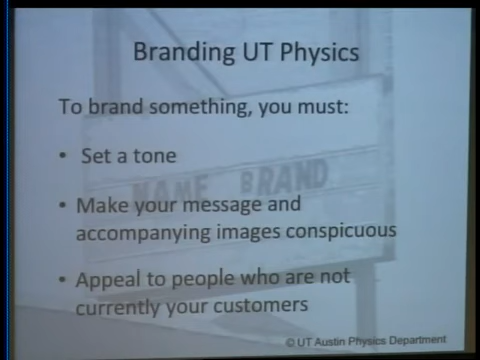 Branding UT Physics
To brand something, you must:
• Set a tone
NAME BRAND
• Make your message and
accompanying images conspicuous
• Appeal to people who are not
currently your customers
© UT Austin Physics Department